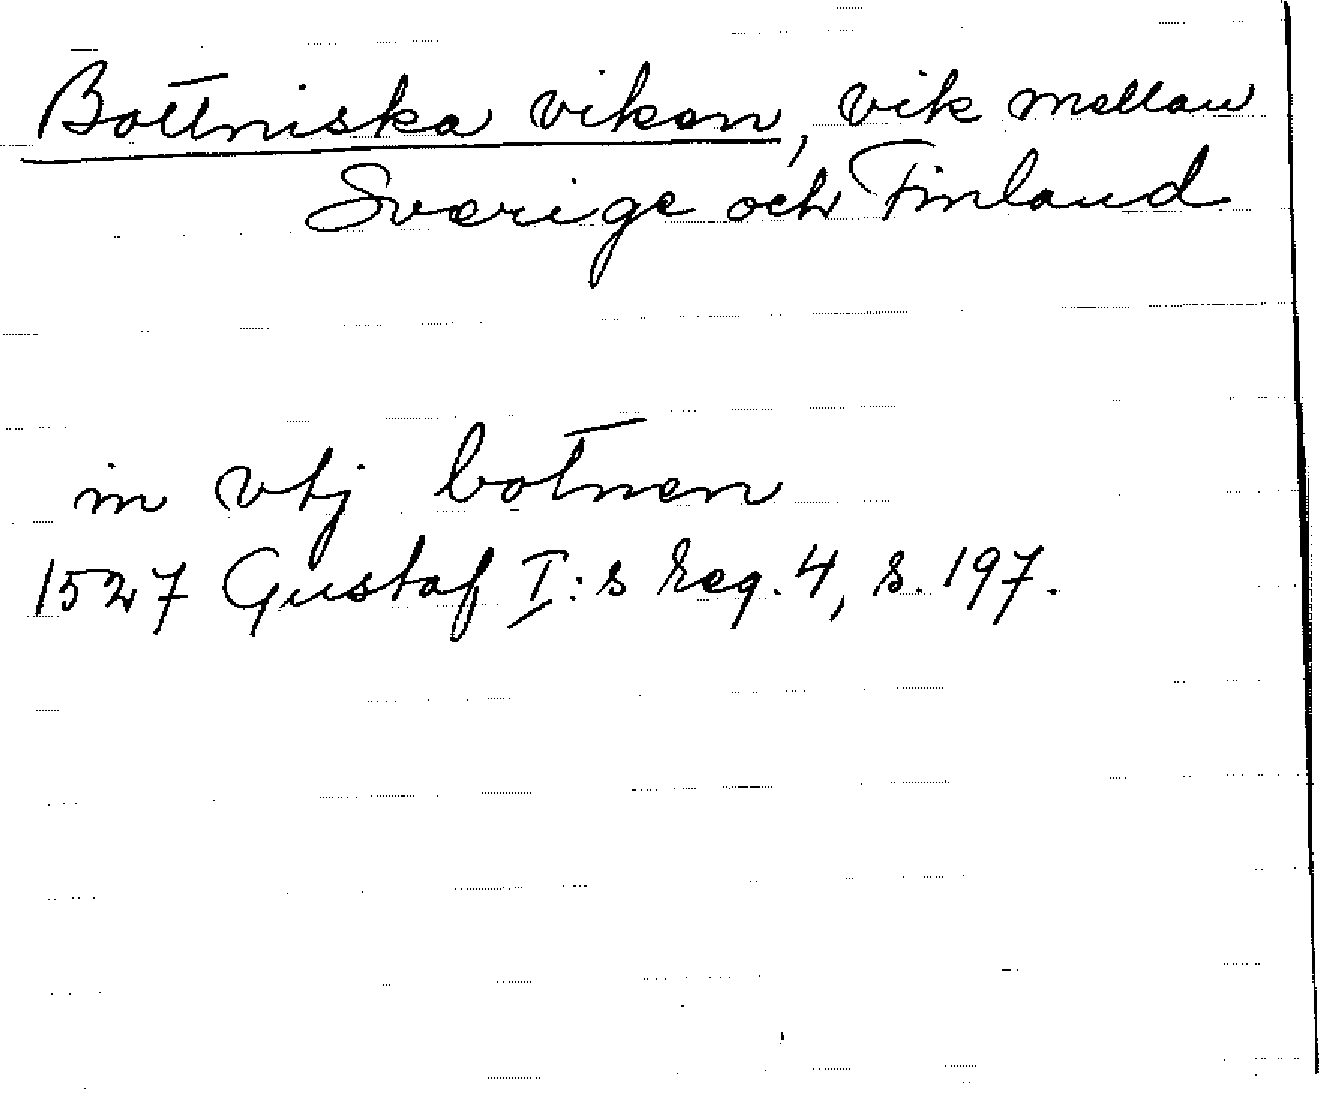 Bottniska viken, vik mellan
Sverige och Finland
in vtj botnen
1527 Gustaf I:s reg. 4, s. 197.